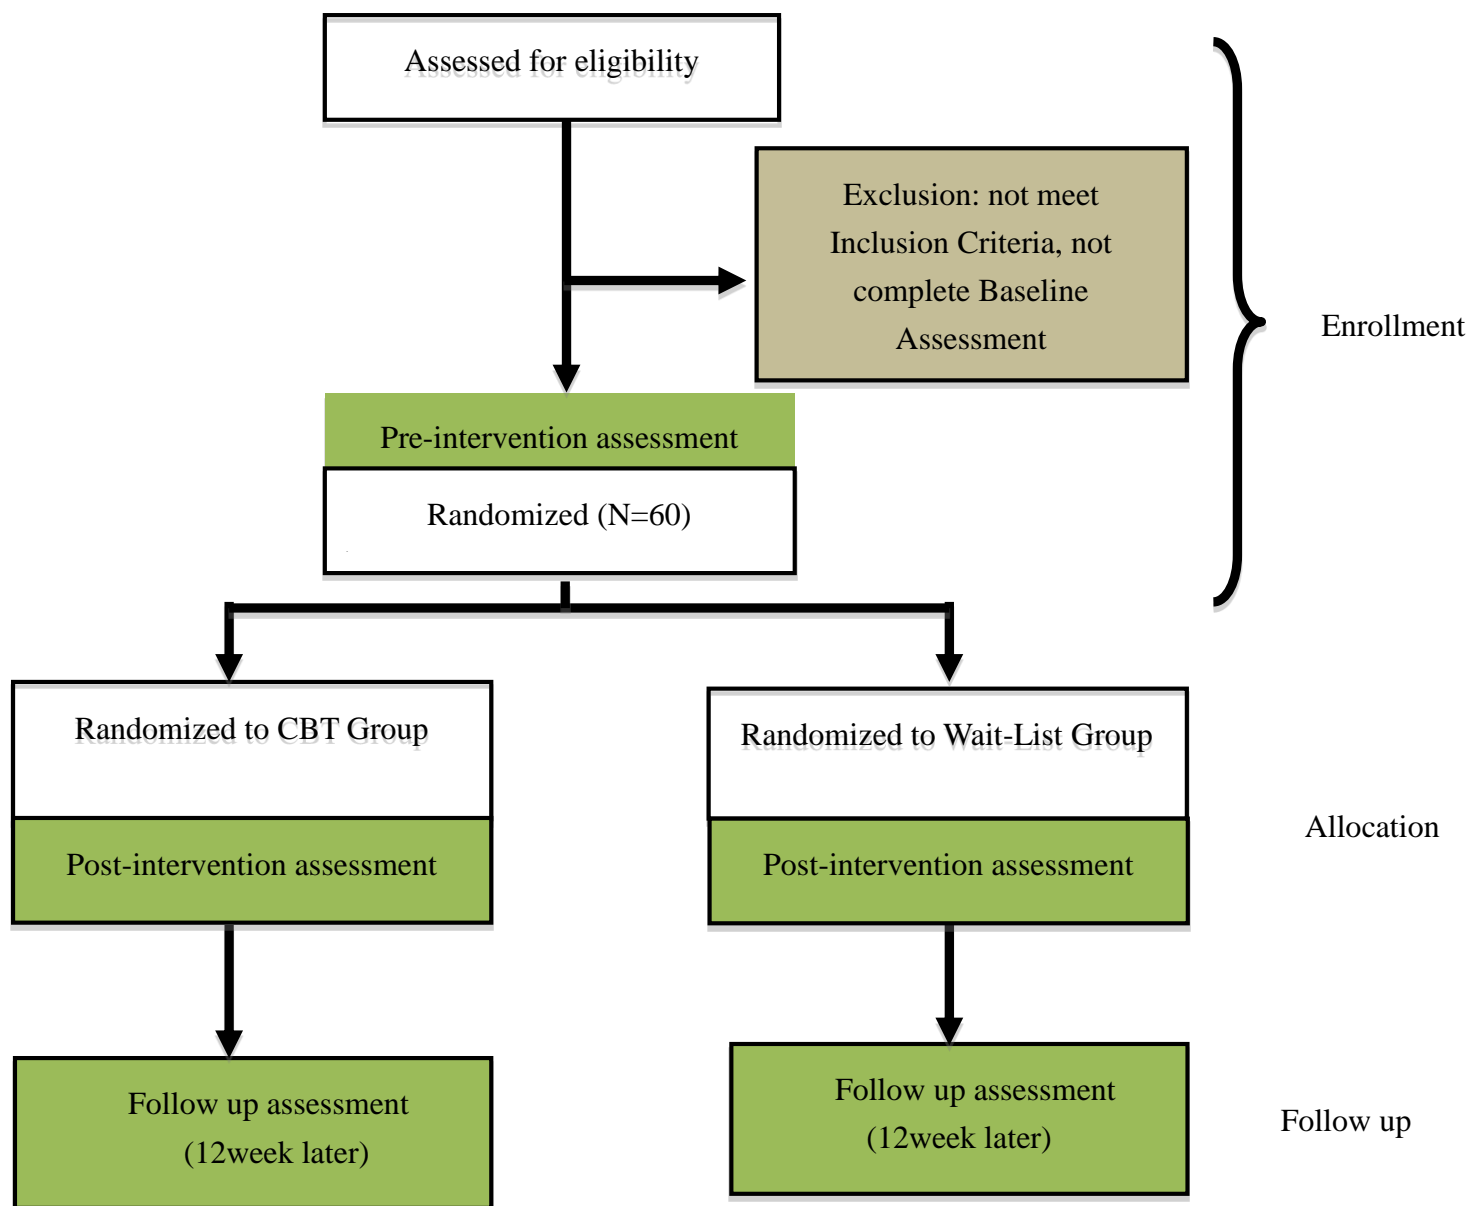 Assessed for eligibility
Exclusion: not meet
Inclusion Criteria, not
complete Baseline
Assessment
Enrollment
Pre-intervention assessment
Randomized (N=60)
Randomized to CBT Group
Randomized to Wait-List Group
Allocation
Post-intervention assessment
Post-intervention assessment
Follow up assessment
(12week later)
Follow up assessment
(12week later)
Follow up